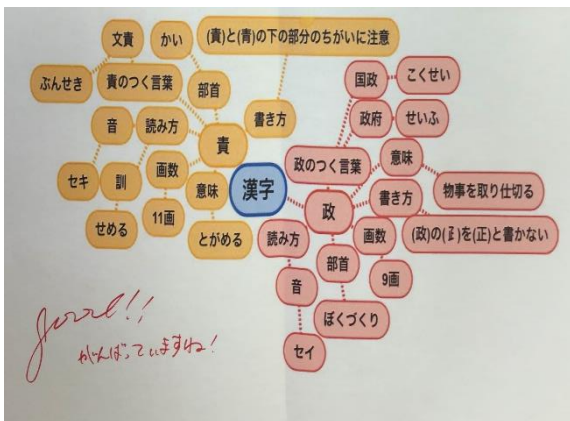 漢字
責
責のつく言葉
文責
ぶんせき
部首
かい
書き方
(責)と(青)の下の部分のちがいに注意
読み方
音
セキ
訓
せめる
画数
11画
意味
とがめる
政
政のつく言葉
国政
こくせい
政府
せいふ
意味
物事を取り仕切る
書き方
(政)の(𤴓)を(正)と書かない
画数
9画
部首
ぼくづくり
読み方
音
セイ
good!!
がんばっていますね!